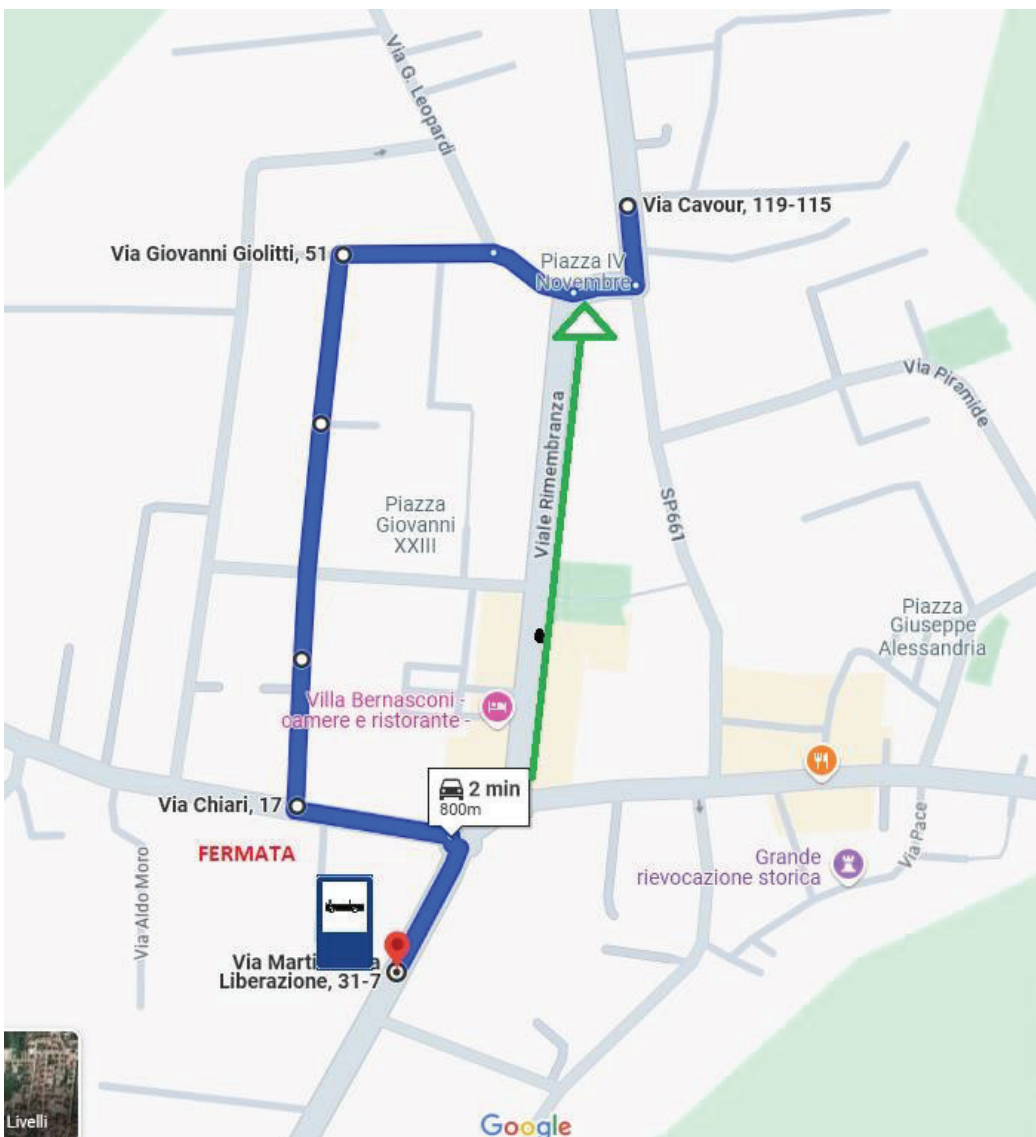 Via G. Leopardi
Via Cavour, 119-115
Via Giovanni Giolitti, 51
Piazza IV
Novembre
Via Piramide
Viale Rimembranza
SP661
Piazza
Giovanni
XXIII
Piazza
Giuseppe
Alessandria
Villa Bernasconi -
camere e ristorante -
2 min
800m
Via Chiari, 17
FERMATA
Via Pace
Grande
rievocazione storica
Via Aldo Moro
Via Marti
a
Liberazione, 31-7
Livelli
Google